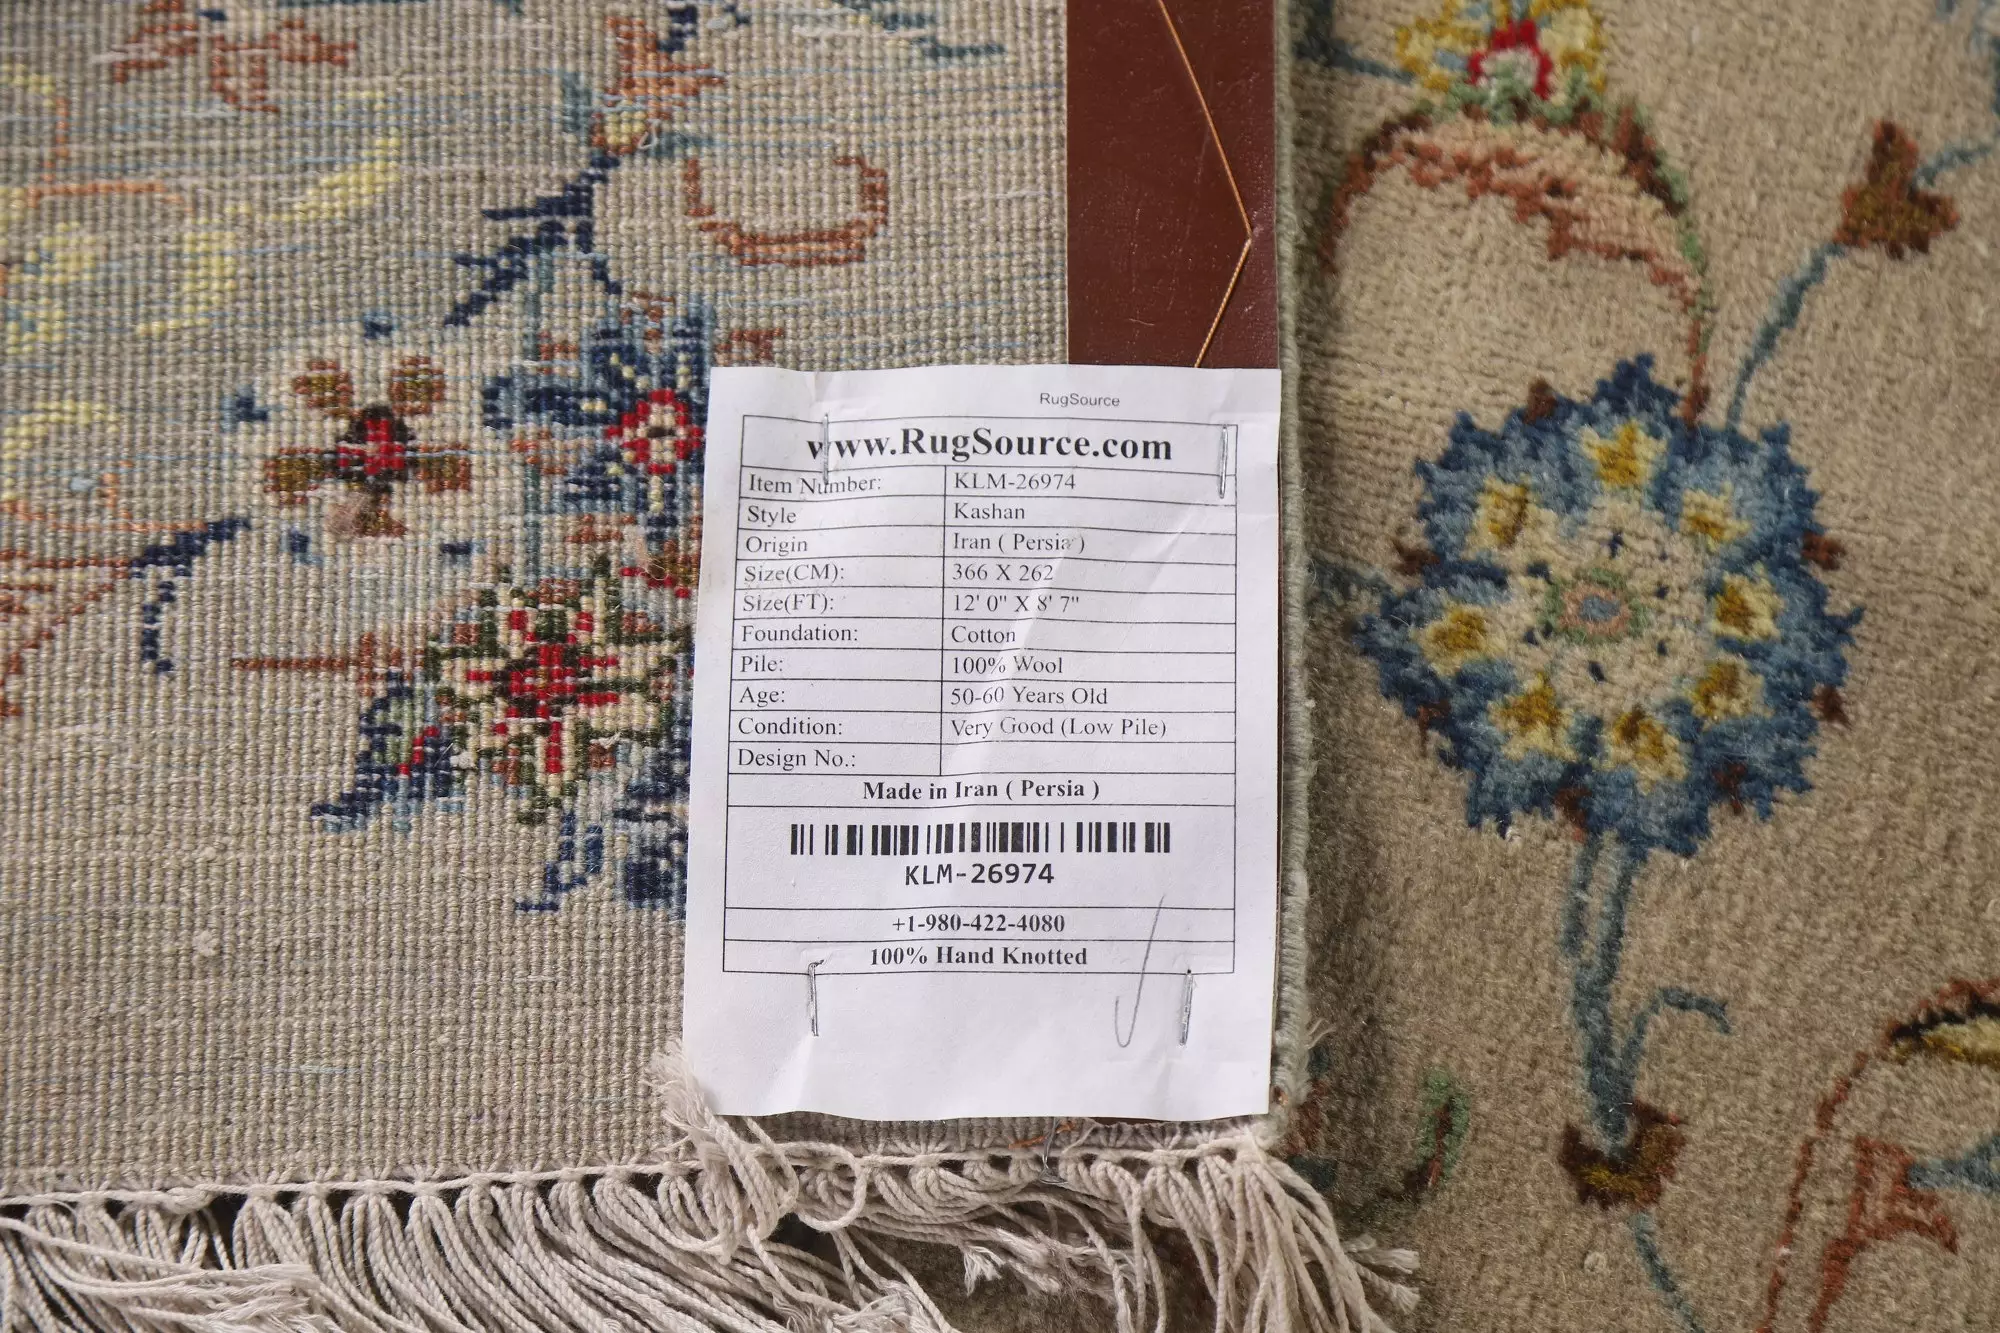 RugSource
www.RugSource.com
Item Number: KLM-26974
Style Kashan
Origin Iran ( Persia )
Size(CM): 366 X 262
Size(FT): 12' 0" X 8' 7"
Foundation: Cotton
Pile: 100% Wool
Age: 50-60 Years Old
Condition: Very Good (Low Pile)
Design No.:
Made in Iran ( Persia )
KLM-26974
+1-980-422-4080
100% Hand Knotted